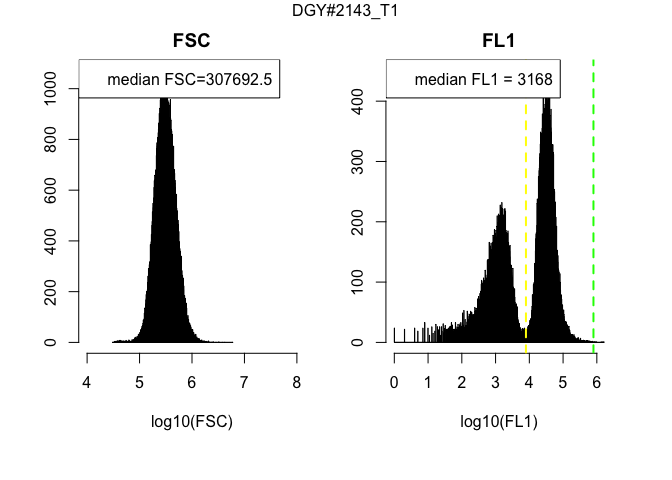 DGY#2143_T1
FSC
median FSC=307692.5
0 200 400 600 800 1000
4 5 6 7 8
log10(FSC)
FL1
median FL1 = 3168
0 100 200 300 400
0 1 2 3 4 5 6
log10(FL1)